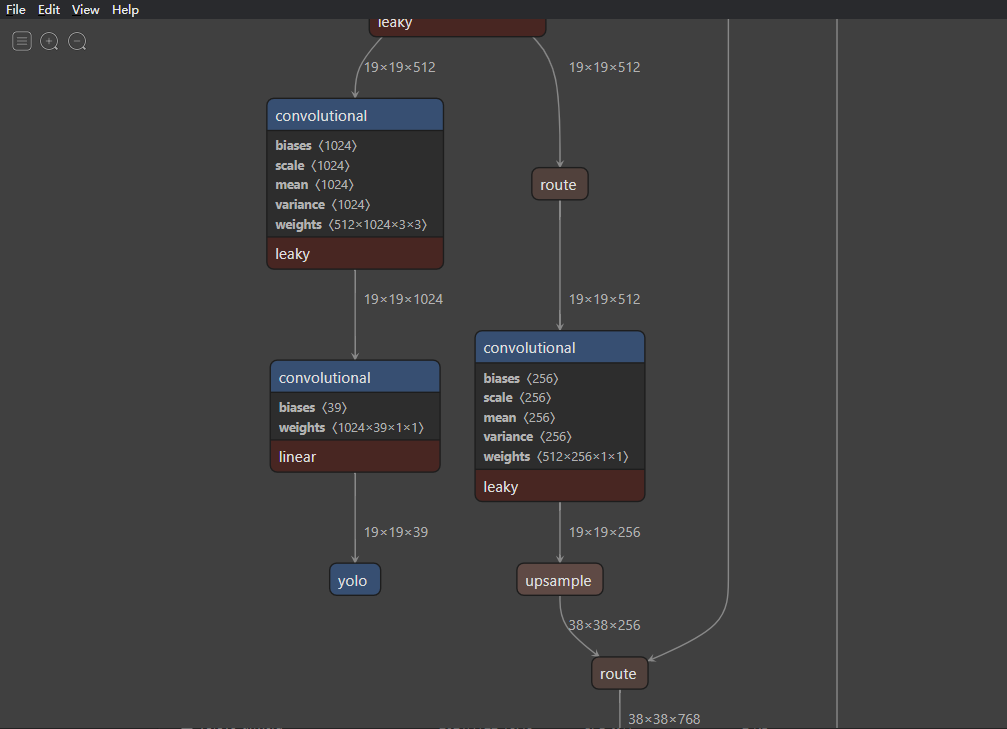 File Edit View Help
leaky
19×19×512
19×19×512
convolutional
biases ⟨1024⟩
scale ⟨1024⟩
mean ⟨1024⟩
variance ⟨1024⟩
weights ⟨512×1024×3×3⟩
leaky
route
19×19×1024
19×19×512
convolutional
biases ⟨39⟩
weights ⟨1024×39×1×1⟩
linear
convolutional
biases ⟨256⟩
scale ⟨256⟩
mean ⟨256⟩
variance ⟨256⟩
weights ⟨512×256×1×1⟩
leaky
19×19×39
19×19×256
yolo
upsample
38×38×256
route
38×38×768